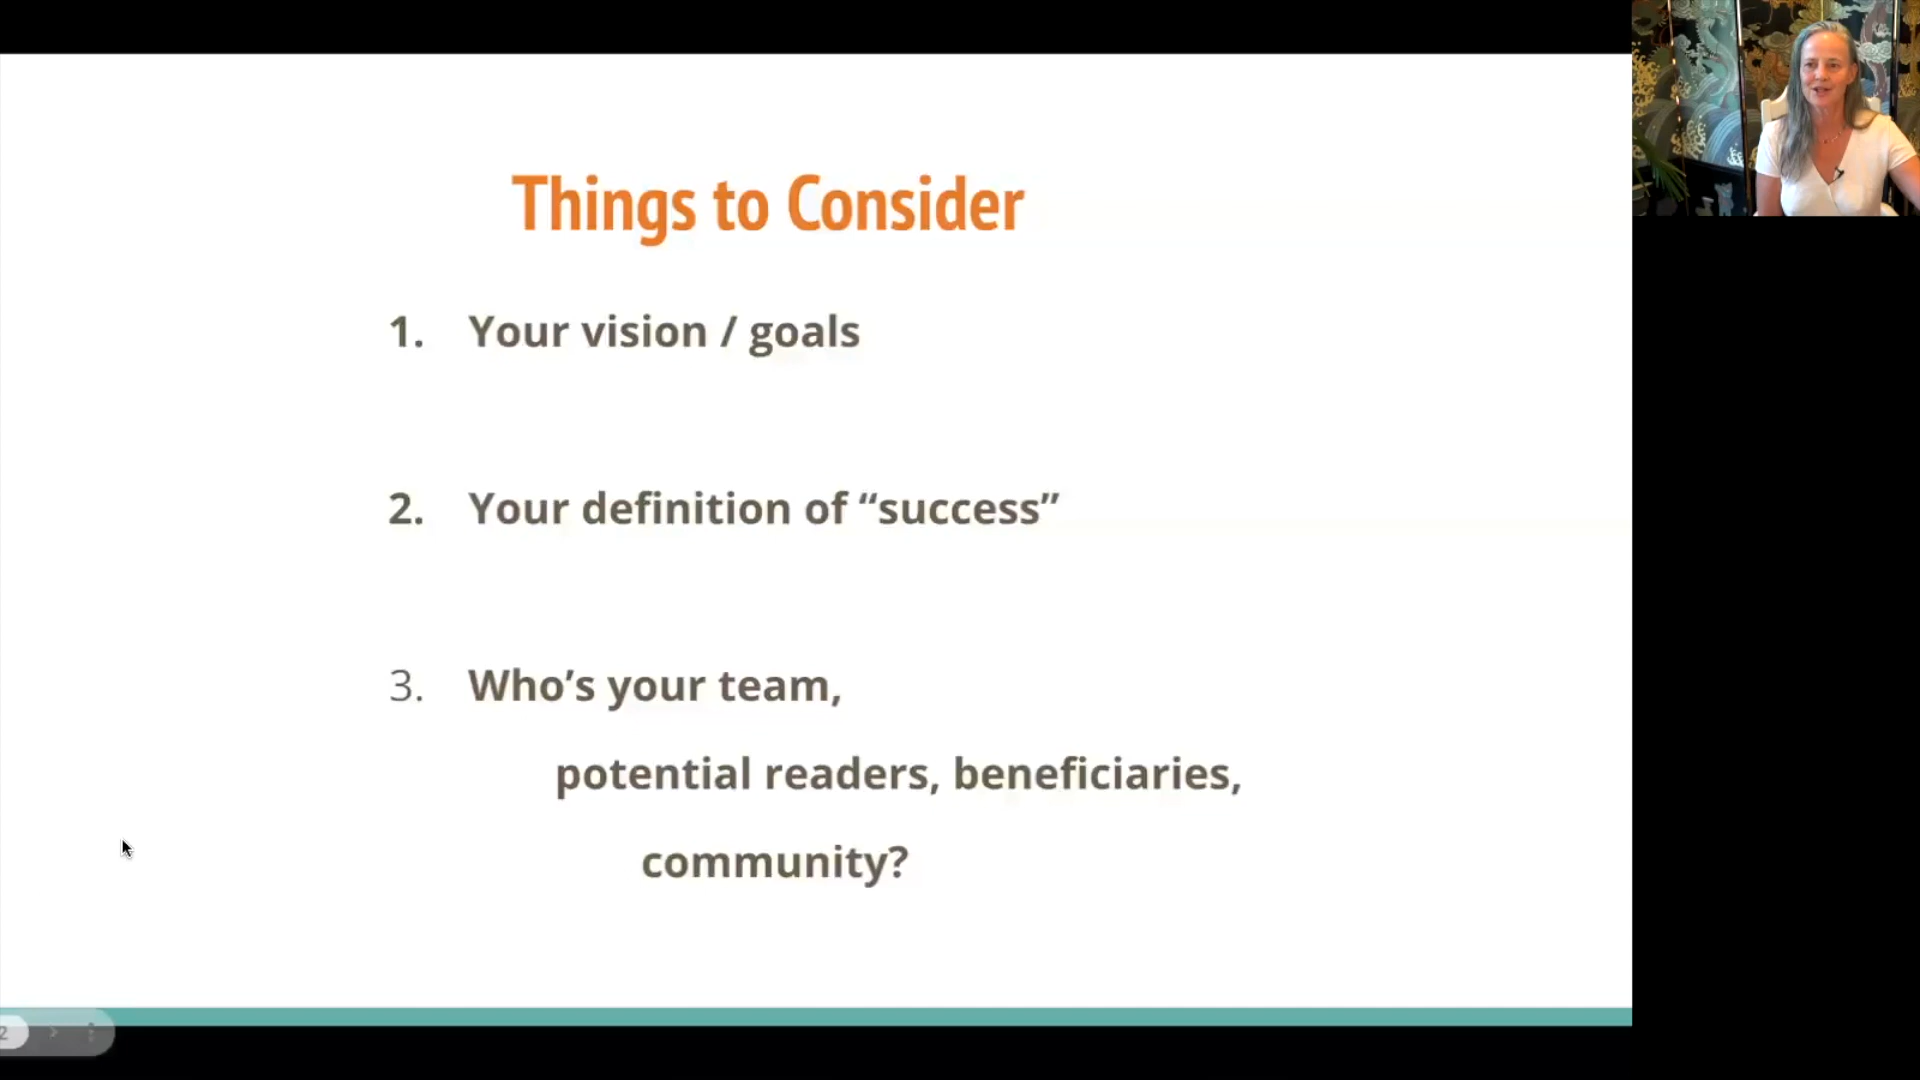 Things to Consider
1. Your vision / goals
2. Your definition of “success”
3. Who’s your team,
potential readers, beneficiaries,
community?
2